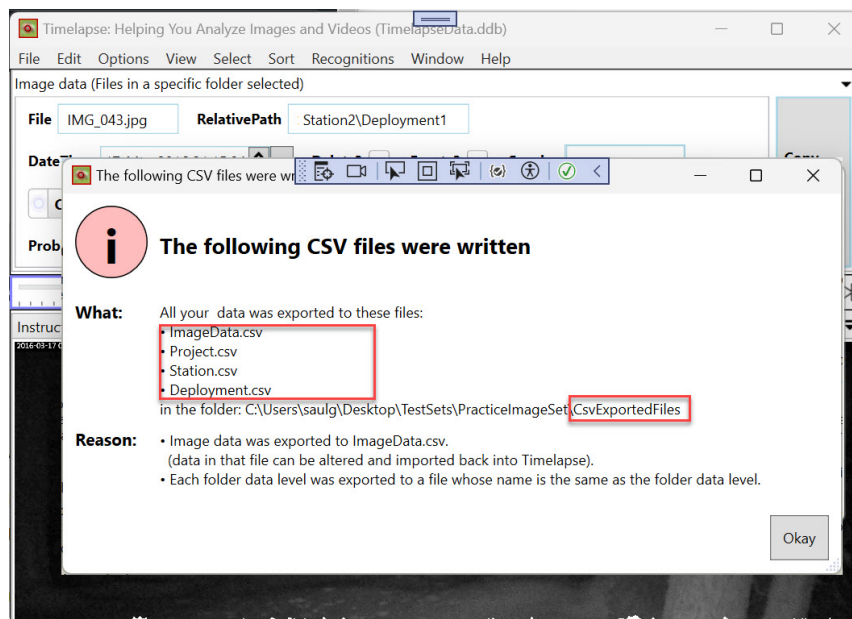 Timelapse: Helping You Analyze Images and Videos (TimelapseData.ddb)
File Edit Options View Select Sort Recognitions Window Help
Image data (Files in a specific folder selected)
File IMG_043.jpg RelativePath Station2\Deployment1
The following CSV files were
The following CSV files were written
What: All your data was exported to these files:
• ImageData.csv
• Project.csv
• Station.csv
• Deployment.csv
in the folder: C:\Users\saulg\Desktop\TestSets\PracticeImageSet\CsvExportedFiles
Reason: • Image data was exported to ImageData.csv.
(data in that file can be altered and imported back into Timelapse).
• Each folder data level was exported to a file whose name is the same as the folder data level.
Okay